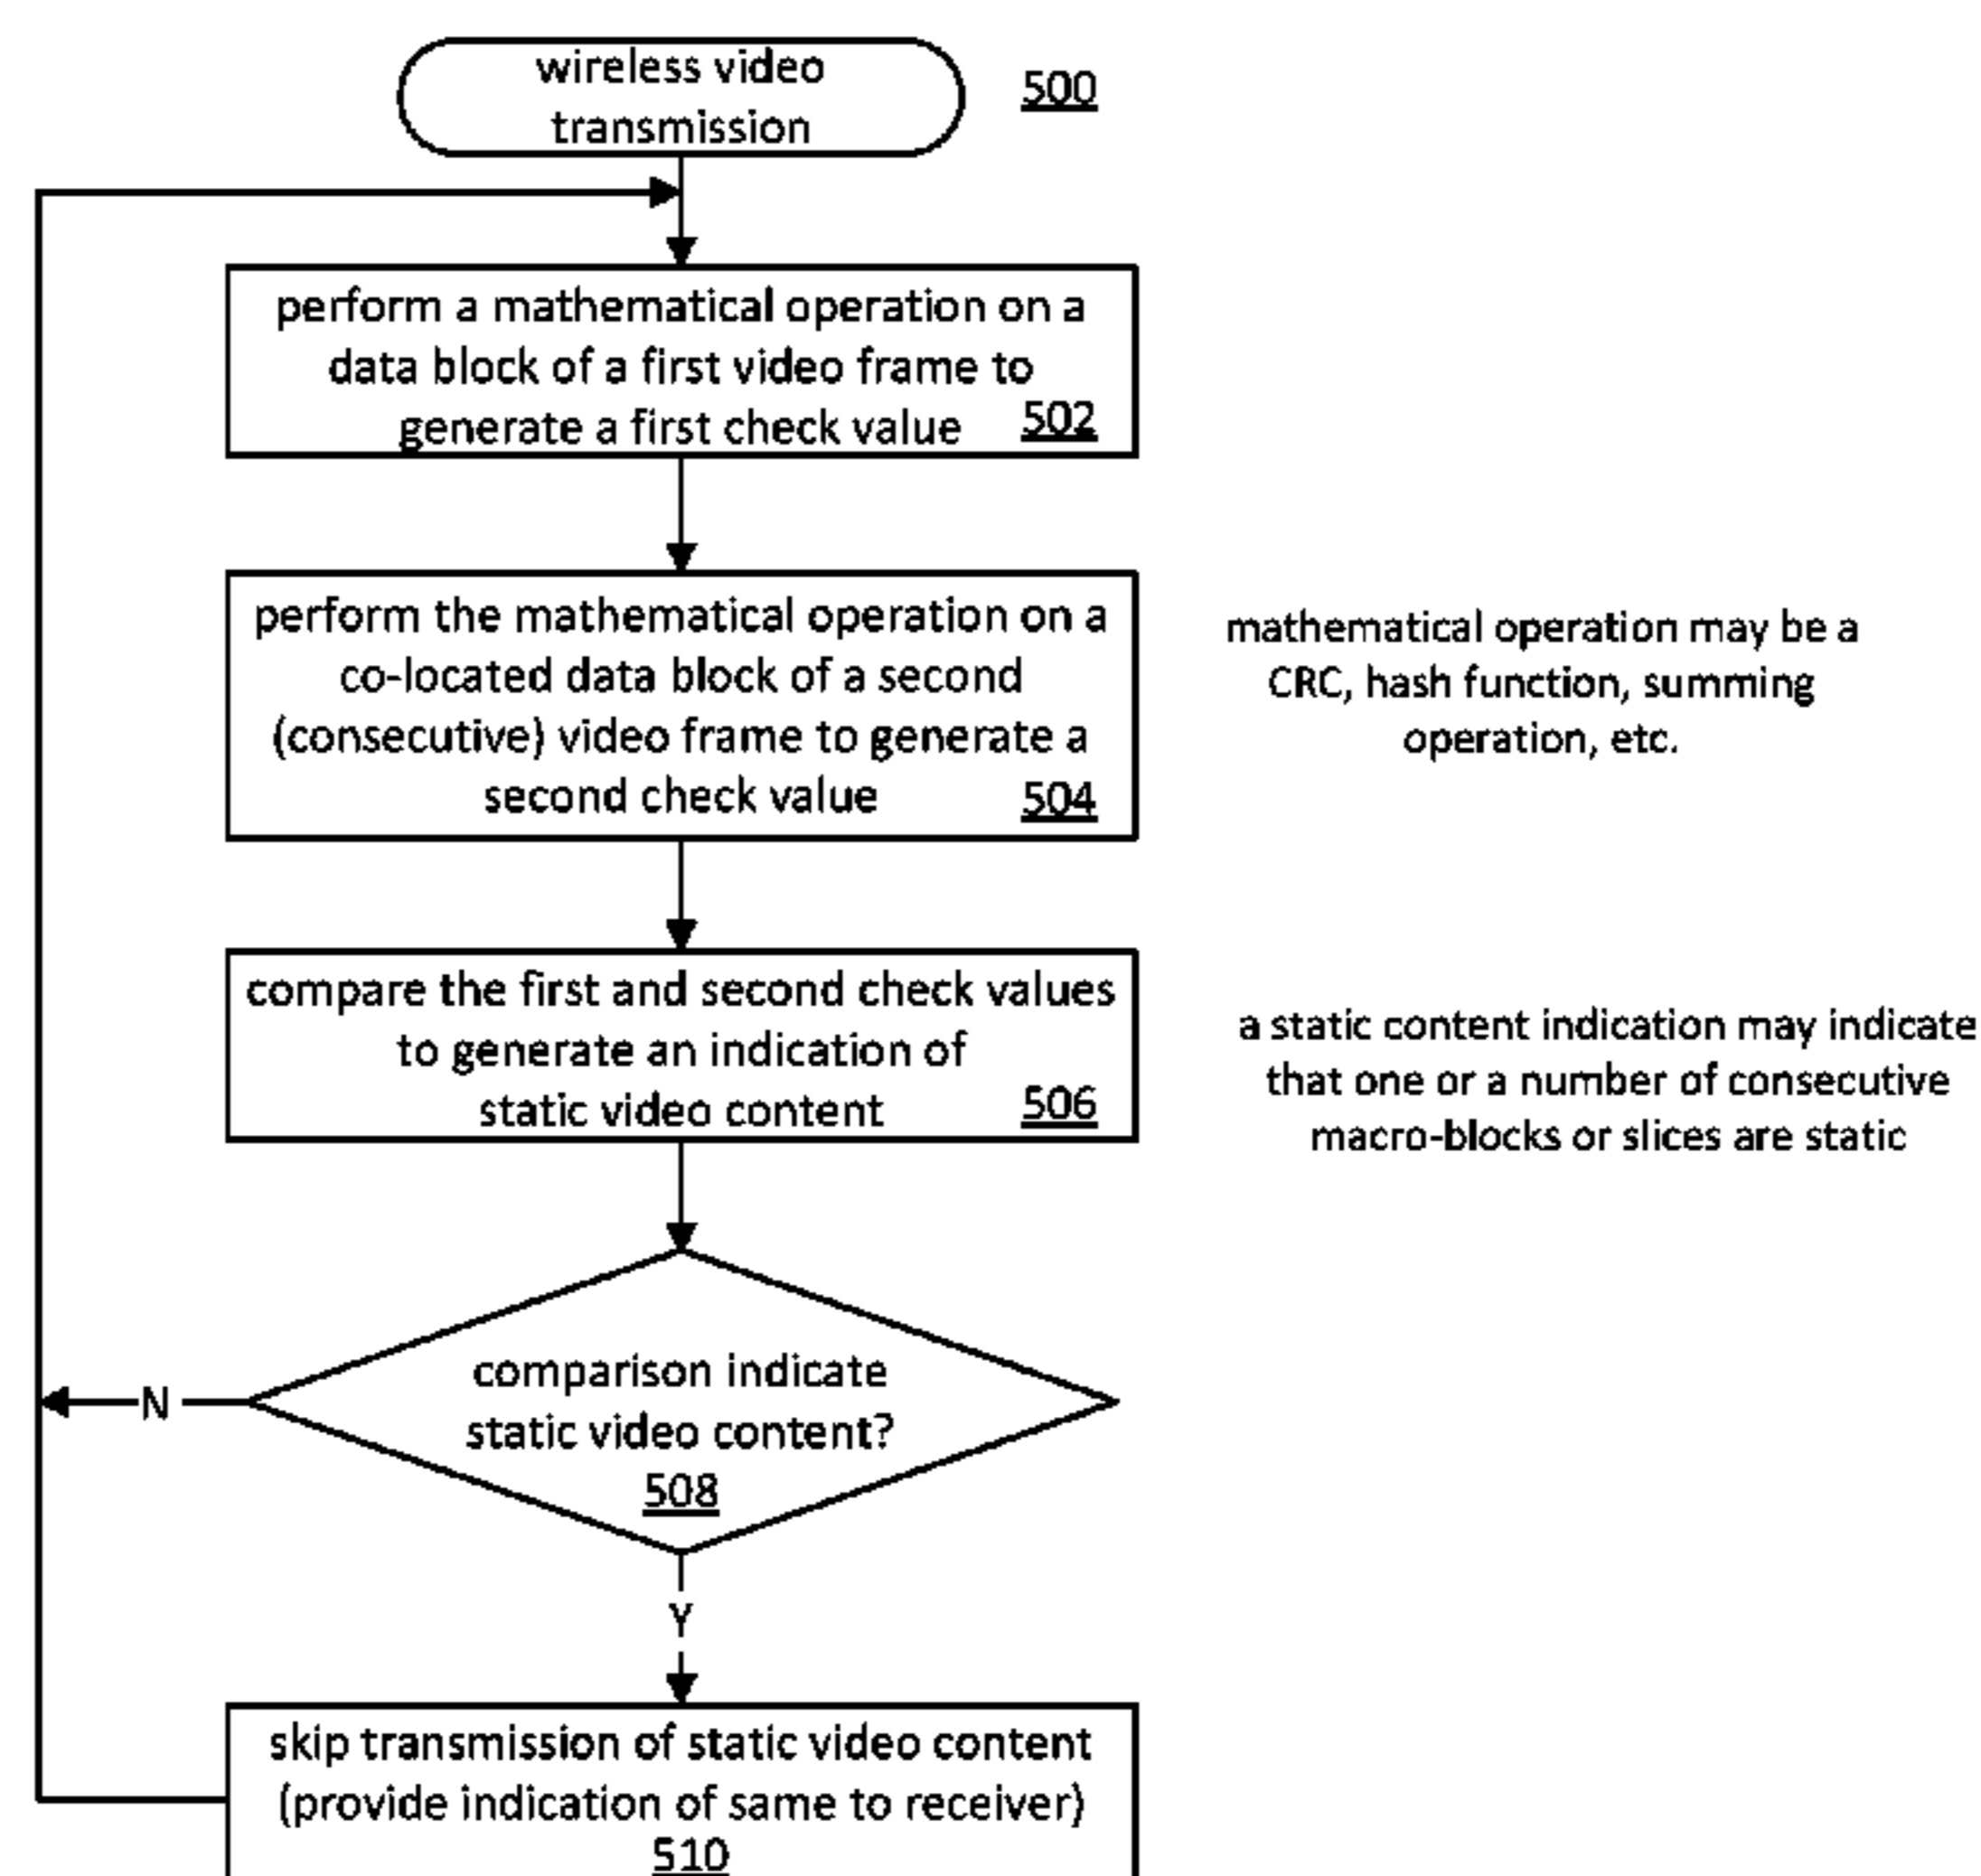 wireless video
transmission
500
perform a mathematical operation on a
data block of a first video frame to
generate a first check value 502
perform the mathematical operation on a
co-located data block of a second
(consecutive) video frame to generate a
second check value 504
mathematical operation may be a
CRC, hash function, summing
operation, etc.
compare the first and second check values
to generate an indication of
static video content 506
a static content indication may indicate
that one or a number of consecutive
macro-blocks or slices are static
comparison indicate
static video content?
508
N
Y
skip transmission of static video content
(provide indication of same to receiver)
510